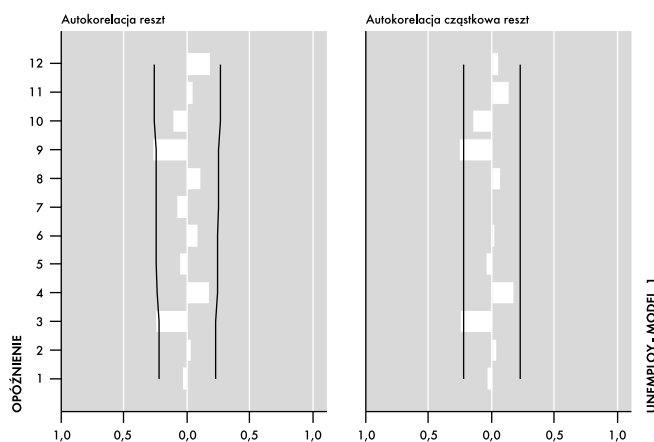 Autokorelacja reszt
12
11
10
9
8
7
6
5
4
3
2
1
OPÓŹNIENIE
1,0 0,5 0,0 0,5 1,0
Autokorelacja cząstkowa reszt
1,0 0,5 0,0 0,5 1,0
UNEMPLOY - MODEL_1